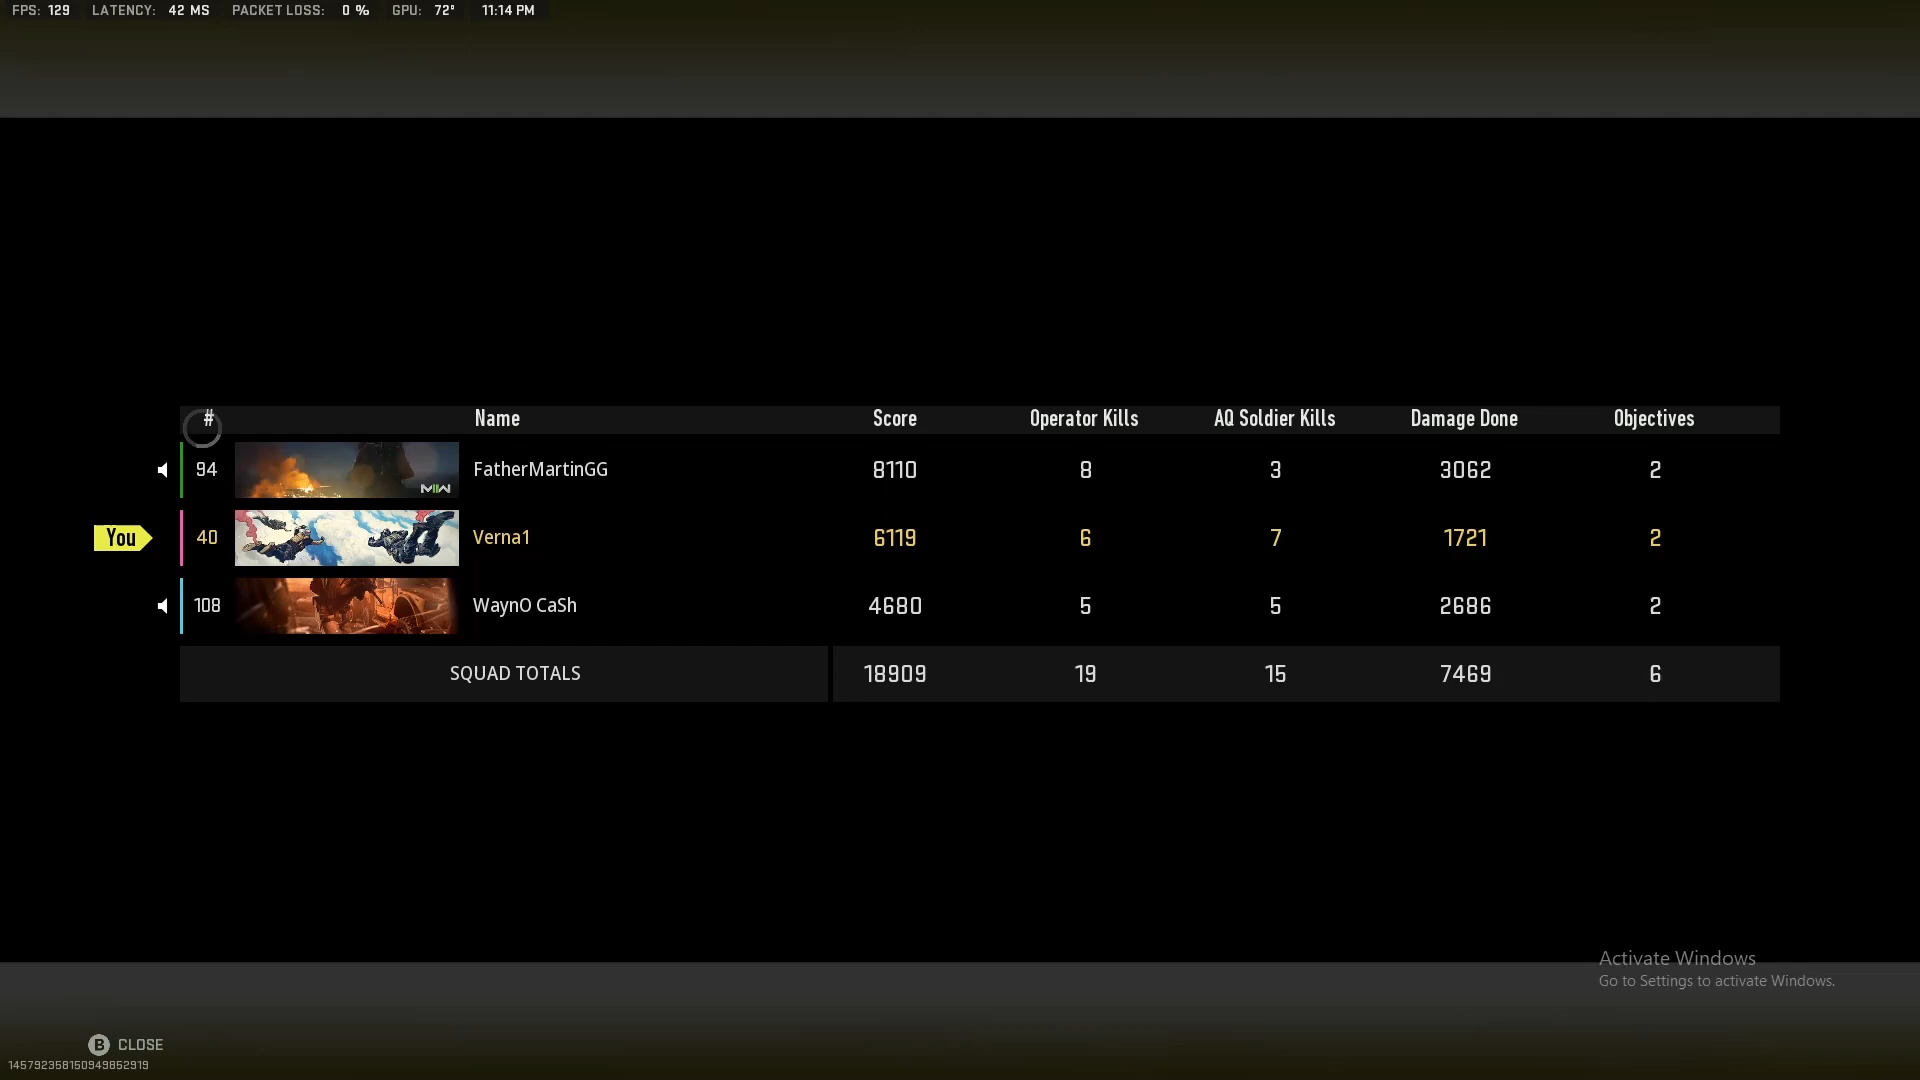 FPS: 129 LATENCY: 42 MS PACKET LOSS: 0 % GPU: 72° 11:14 PM
# Name Score Operator Kills AQ Soldier Kills Damage Done Objectives
94 MIIW FatherMartinGG 8110 8 3 3062 2
You 40 Verna1 6119 6 7 1721 2
108 WaynO CaSh 4680 5 5 2686 2
SQUAD TOTALS 18909 19 15 7469 6
Activate Windows
Go to Settings to activate Windows.
B CLOSE
14579235815094985​2919